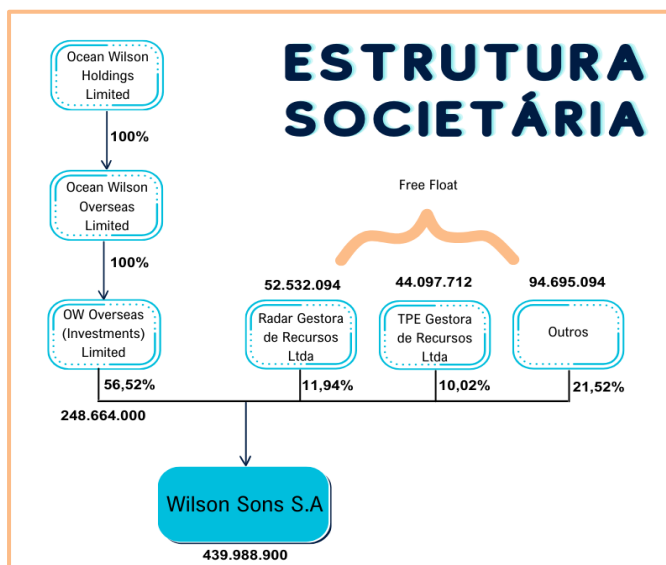 ESTRUTURA
SOCIETÁRIA
Ocean Wilson
Holdings
Limited
100%
Ocean Wilson
Overseas
Limited
100%
OW Overseas
(Investments)
Limited
56,52%
248.664.000
Free Float
52.532.094
Radar Gestora
de Recursos
Ltda
11,94%
44.097.712
TPE Gestora
de Recursos
Ltda
10,02%
94.695.094
Outros
21,52%
Wilson Sons S.A
439.988.900